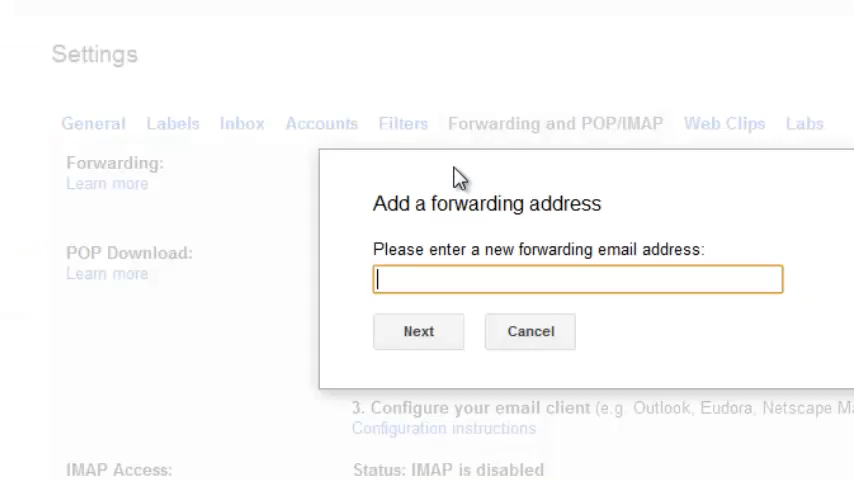 Settings
General Labels Inbox Accounts Filters Forwarding and POP/IMAP Web Clips Labs
Forwarding:
Learn more
Add a forwarding address
POP Download:
Learn more
Please enter a new forwarding email address:
Next Cancel
3. Configure your email client (e.g. Outlook, Eudora, Netscape
Configuration instructions
IMAP Access: Status: IMAP is disabled